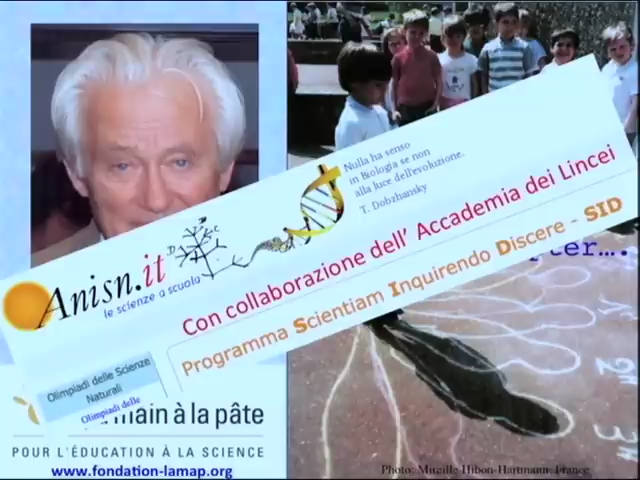 Nulla ha senso
in Biologia se non
alla luce dell'evoluzione.
T. Dobzhansky
Anisn.it
le scienze a scuola
Con collaborazione dell' Accademia dei Lincei
Programma Scientiam Inquirendo Discere - SID
Olimpiadi delle Scienze
Naturali
Olimpiadi delle
main à la pâte
POUR L'ÉDUCATION À LA SCIENCE
www.fondation-lamap.org
Photo: Mireille Hibon-Hartmann, France